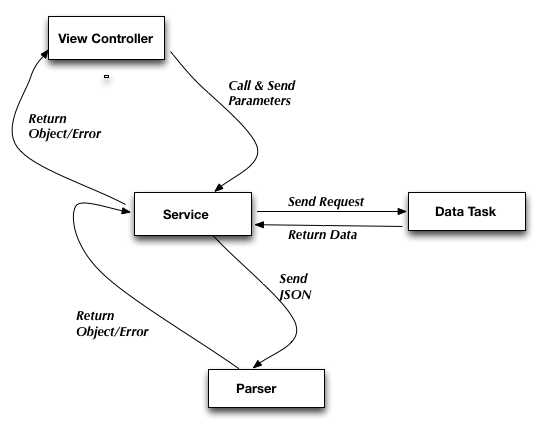 View Controller
Call & Send
Parameters
Return
Object/Error
Service
Send Request
Data Task
Return Data
Send
JSON
Return
Object/Error
Parser